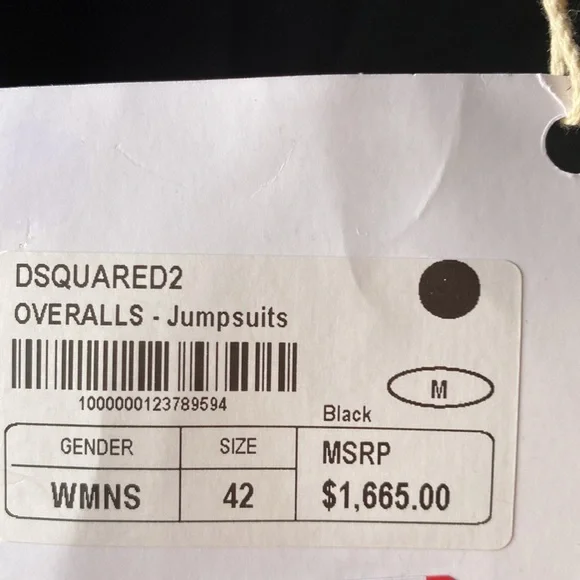 DSQUARED2
OVERALLS - Jumpsuits
1000000123789594
M
Black
GENDER SIZE MSRP
WMNS 42 $1,665.00